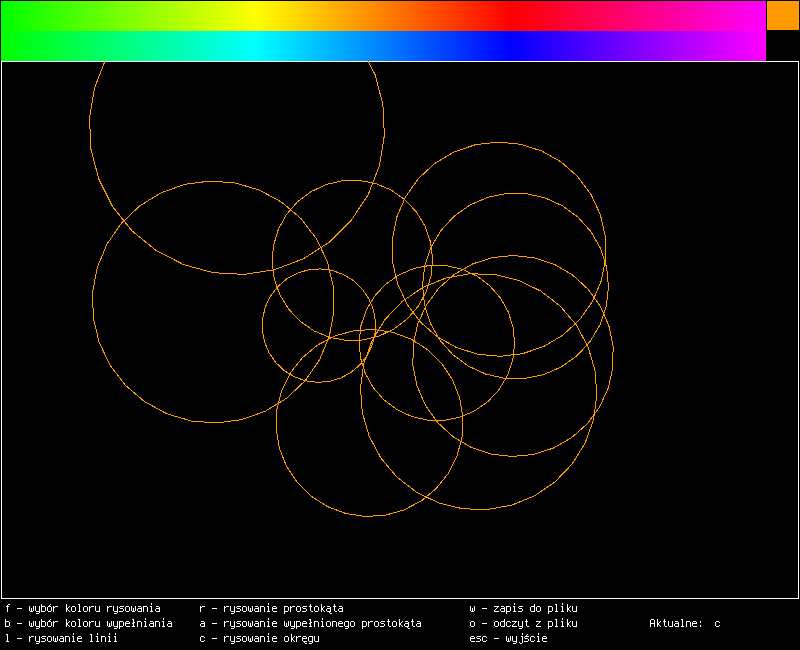 f - wybór koloru rysowania r - rysowanie prostokąta w - zapis do pliku
b - wybór koloru wypełniania a - rysowanie wypełnionego prostokąta o - odczyt z pliku Aktualne: c
l - rysowanie linii c - rysowanie okręgu esc - wyjście